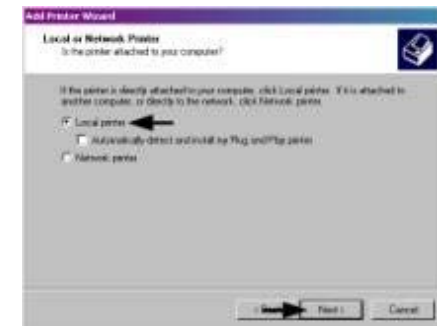 Add Printer Wizard
Local or Network Printer
Is the printer attached to your computer?
If the printer is directly attached to your computer, click Local printer. If it is attached to
another computer, or directly to the network, click Network printer.
Local printer
Automatically detect and install my Plug and Play printer
Network printer
Next >
Cancel